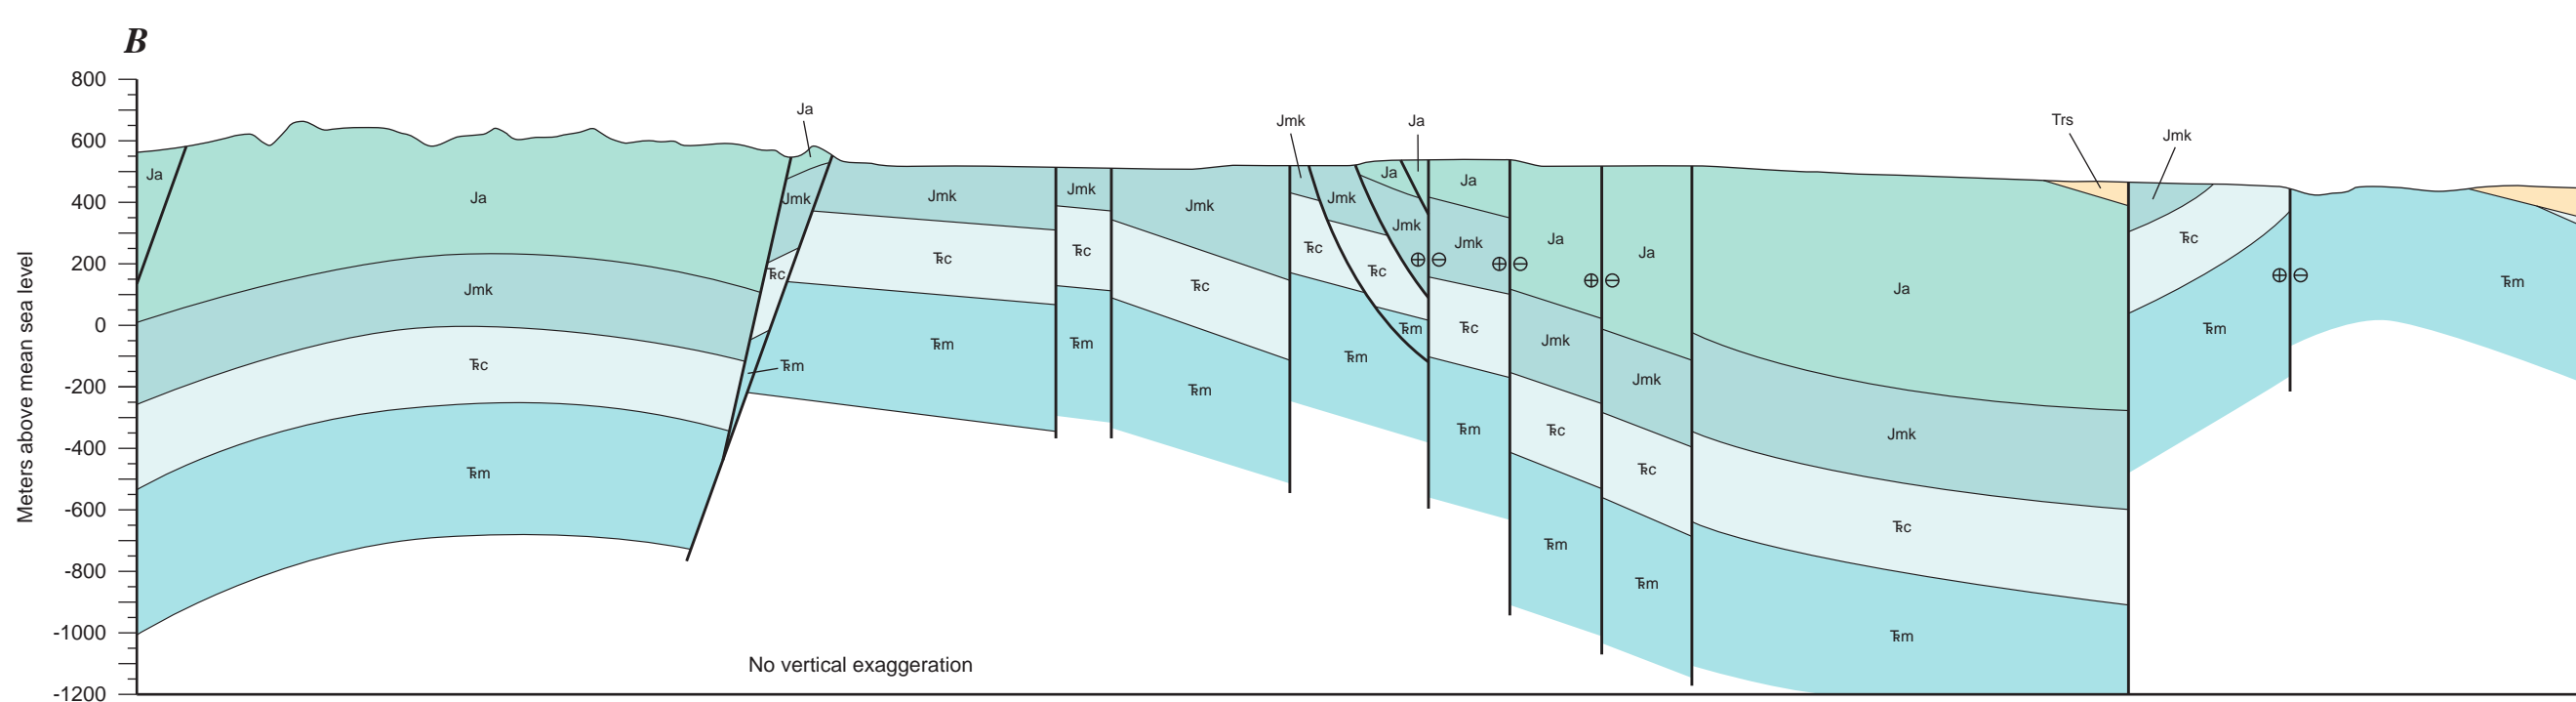 B
800
600
400
200
0
-200
-400
-600
-800
-1000
-1200
Meters above mean sea level
Ja
Ja
Jmk
Ꞧc
Ꞧm
Ja
Jmk
Ꞧc
Ꞧm
Jmk
Ꞧc
Ꞧm
Jmk
Ꞧc
Ꞧm
Jmk
Ꞧc
Ꞧm
Jmk
Ꞧc
Ꞧm
Jmk
Ꞧc
Ꞧm
Ja
Jmk
Ja
Ja
Jmk
Ꞧc
Ꞧm
Ja
Jmk
Ꞧc
Ꞧm
Ja
Jmk
Ꞧc
Ꞧm
Ja
Jmk
Ꞧc
Ꞧm
Trs
Jmk
Ꞧc
Ꞧm
Ꞧm
No vertical exaggeration